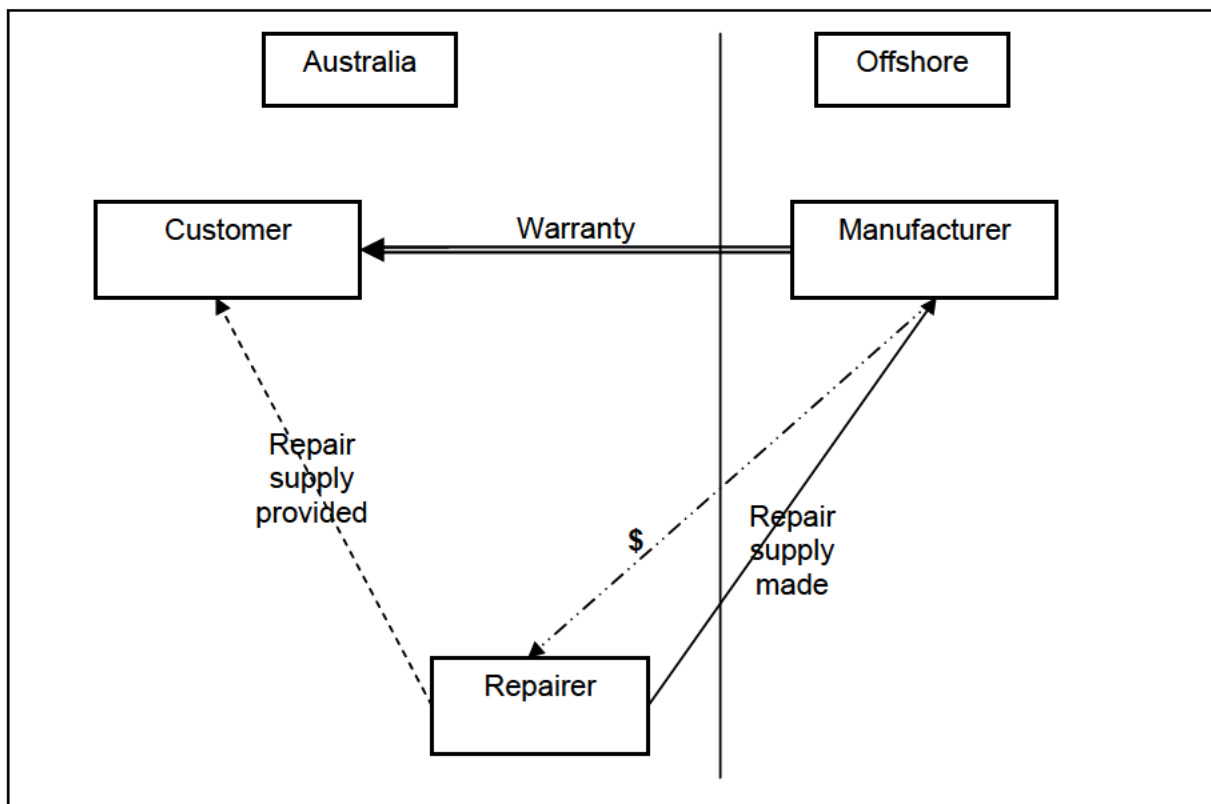 Australia
Offshore
Customer
Warranty
Manufacturer
Repair
supply
provided
$
Repair
supply
made
Repairer